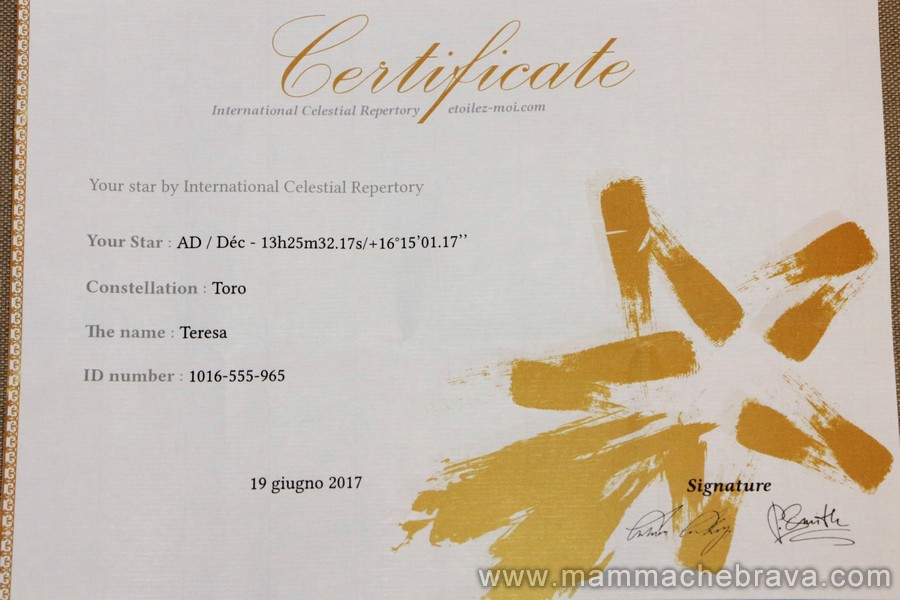 Certificate
International Celestial Repertory etoilez-moi.com
Your star by International Celestial Repertory
Your Star : AD / Déc - 13h25m32.17s/+16°15'01.17''
Constellation : Toro
The name : Teresa
ID number : 1016-555-965
19 giugno 2017
Signature
www.mammachebrava.com